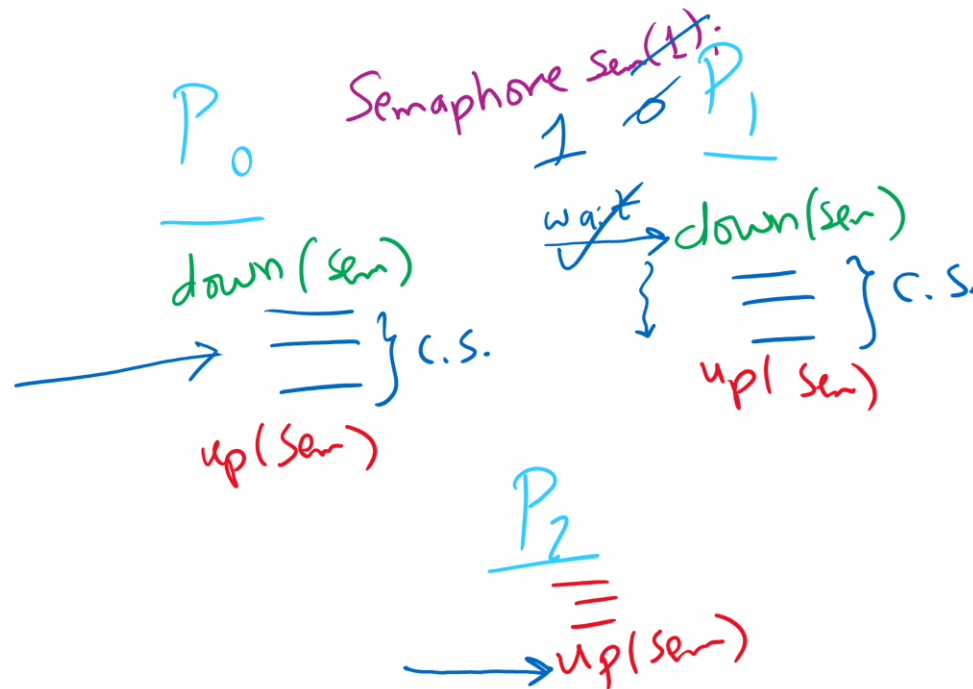 Semaphore sem(1);
P0
1 0
P1
wait
down(sem)
down(sem)
C.S.
C.S.
up(sem)
up(sem)
P2
up(sem)